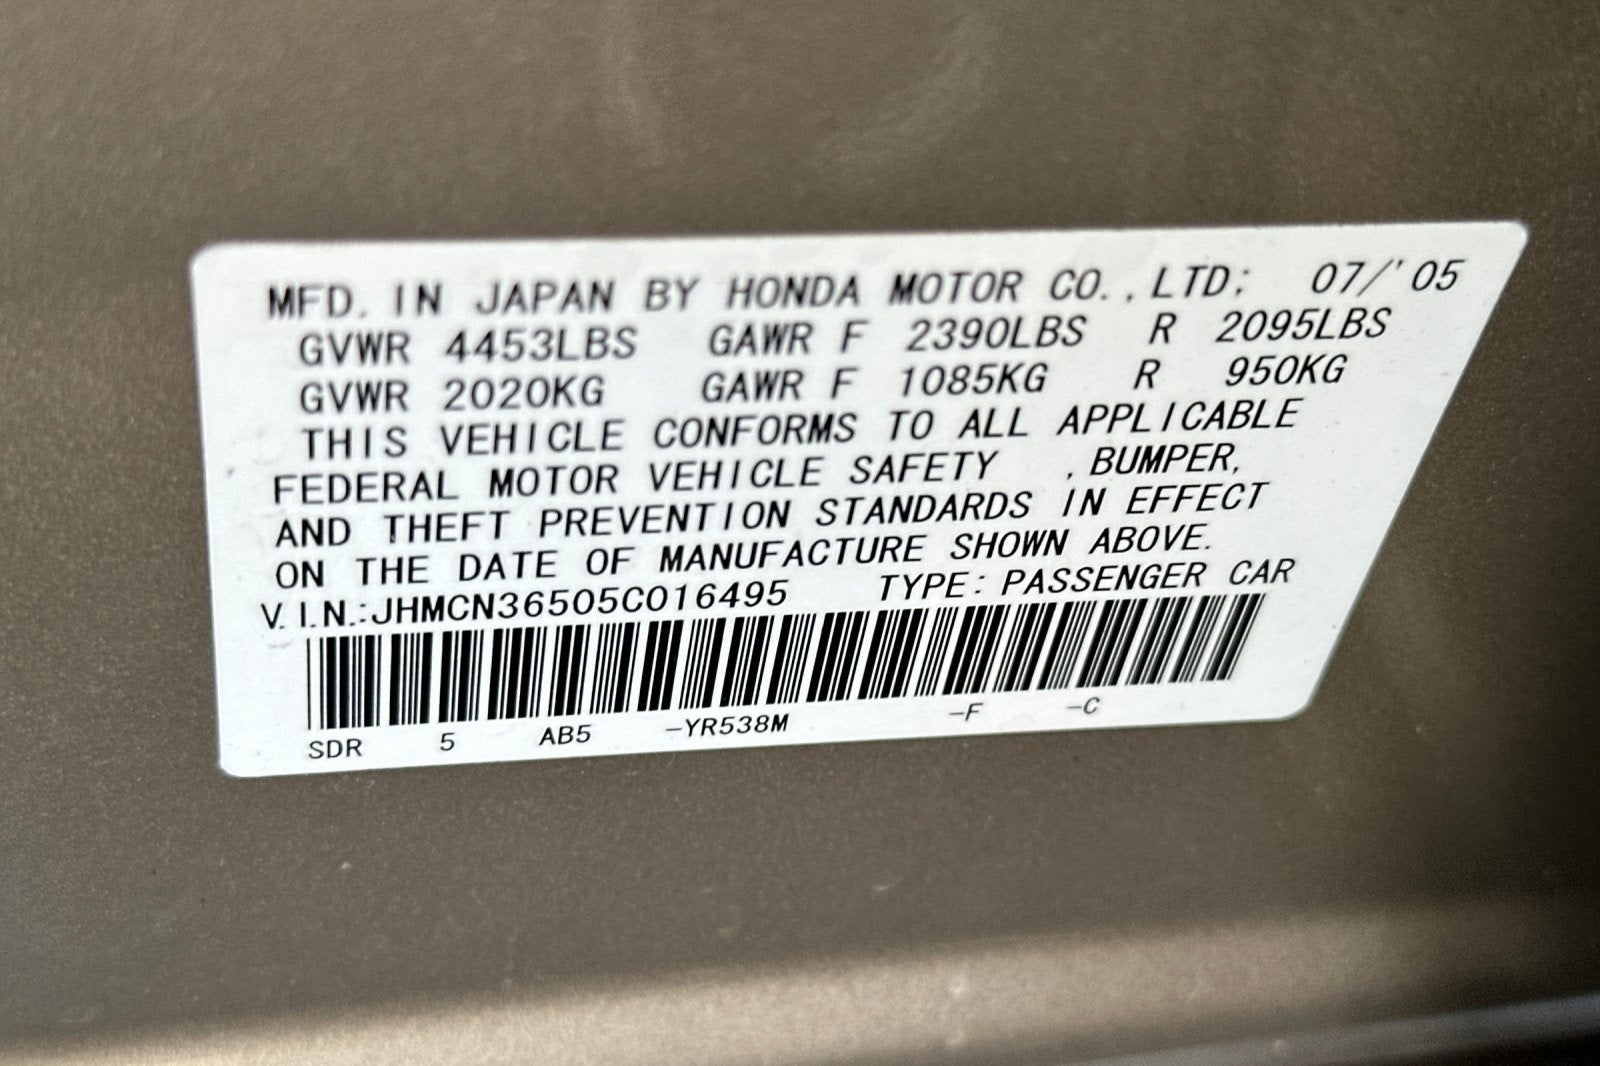 MFD. IN JAPAN BY HONDA MOTOR CO.,LTD; 07/'05
GVWR 4453LBS GAWR F 2390LBS R 2095LBS
GVWR 2020KG GAWR F 1085KG R 950KG
THIS VEHICLE CONFORMS TO ALL APPLICABLE
FEDERAL MOTOR VEHICLE SAFETY , BUMPER,
AND THEFT PREVENTION STANDARDS IN EFFECT
ON THE DATE OF MANUFACTURE SHOWN ABOVE.
V.I.N.:JHMCN36505C016495 TYPE: PASSENGER CAR
SDR 5 AB5 -YR538M -F -C